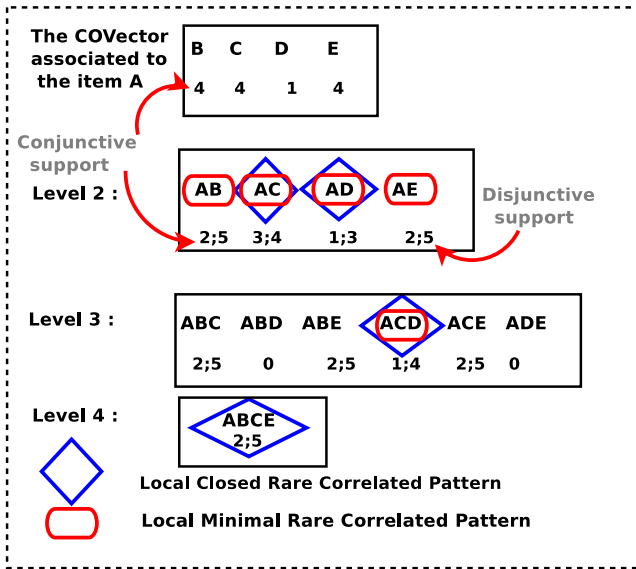 The COVector
associated to
the item A
B C D E
4 4 1 4
Conjunctive
support
Level 2 :
AB AC AD AE
2;5 3;4 1;3 2;5
Disjunctive
support
Level 3 :
ABC ABD ABE ACD ACE ADE
2;5 0 2;5 1;4 2;5 0
Level 4 :
ABCE
2;5
Local Closed Rare Correlated Pattern
Local Minimal Rare Correlated Pattern